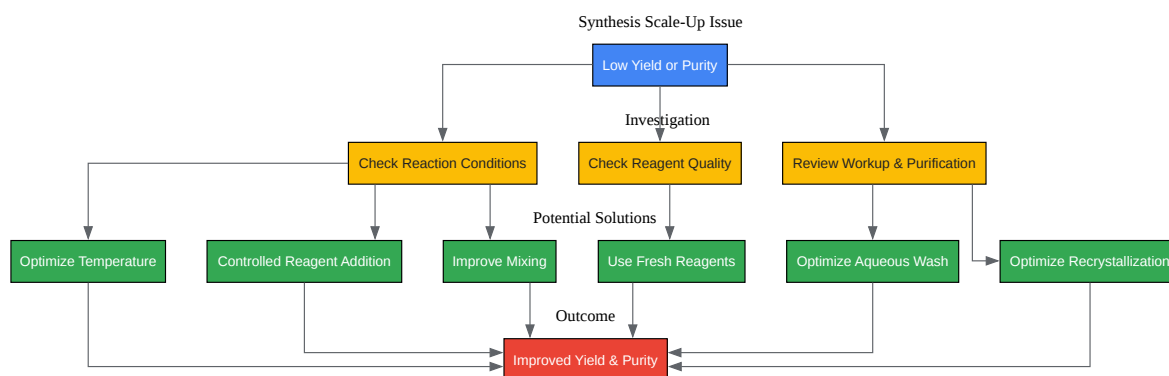 Synthesis Scale-Up Issue
Low Yield or Purity
Investigation
Check Reaction Conditions
Check Reagent Quality
Review Workup & Purification
Potential Solutions
Optimize Temperature
Controlled Reagent Addition
Improve Mixing
Use Fresh Reagents
Optimize Aqueous Wash
Optimize Recrystallization
Outcome
Improved Yield & Purity